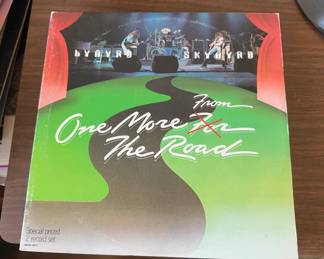 LYNYRD SKYNYRD
From
One More For
The Road
Special priced
2 record set